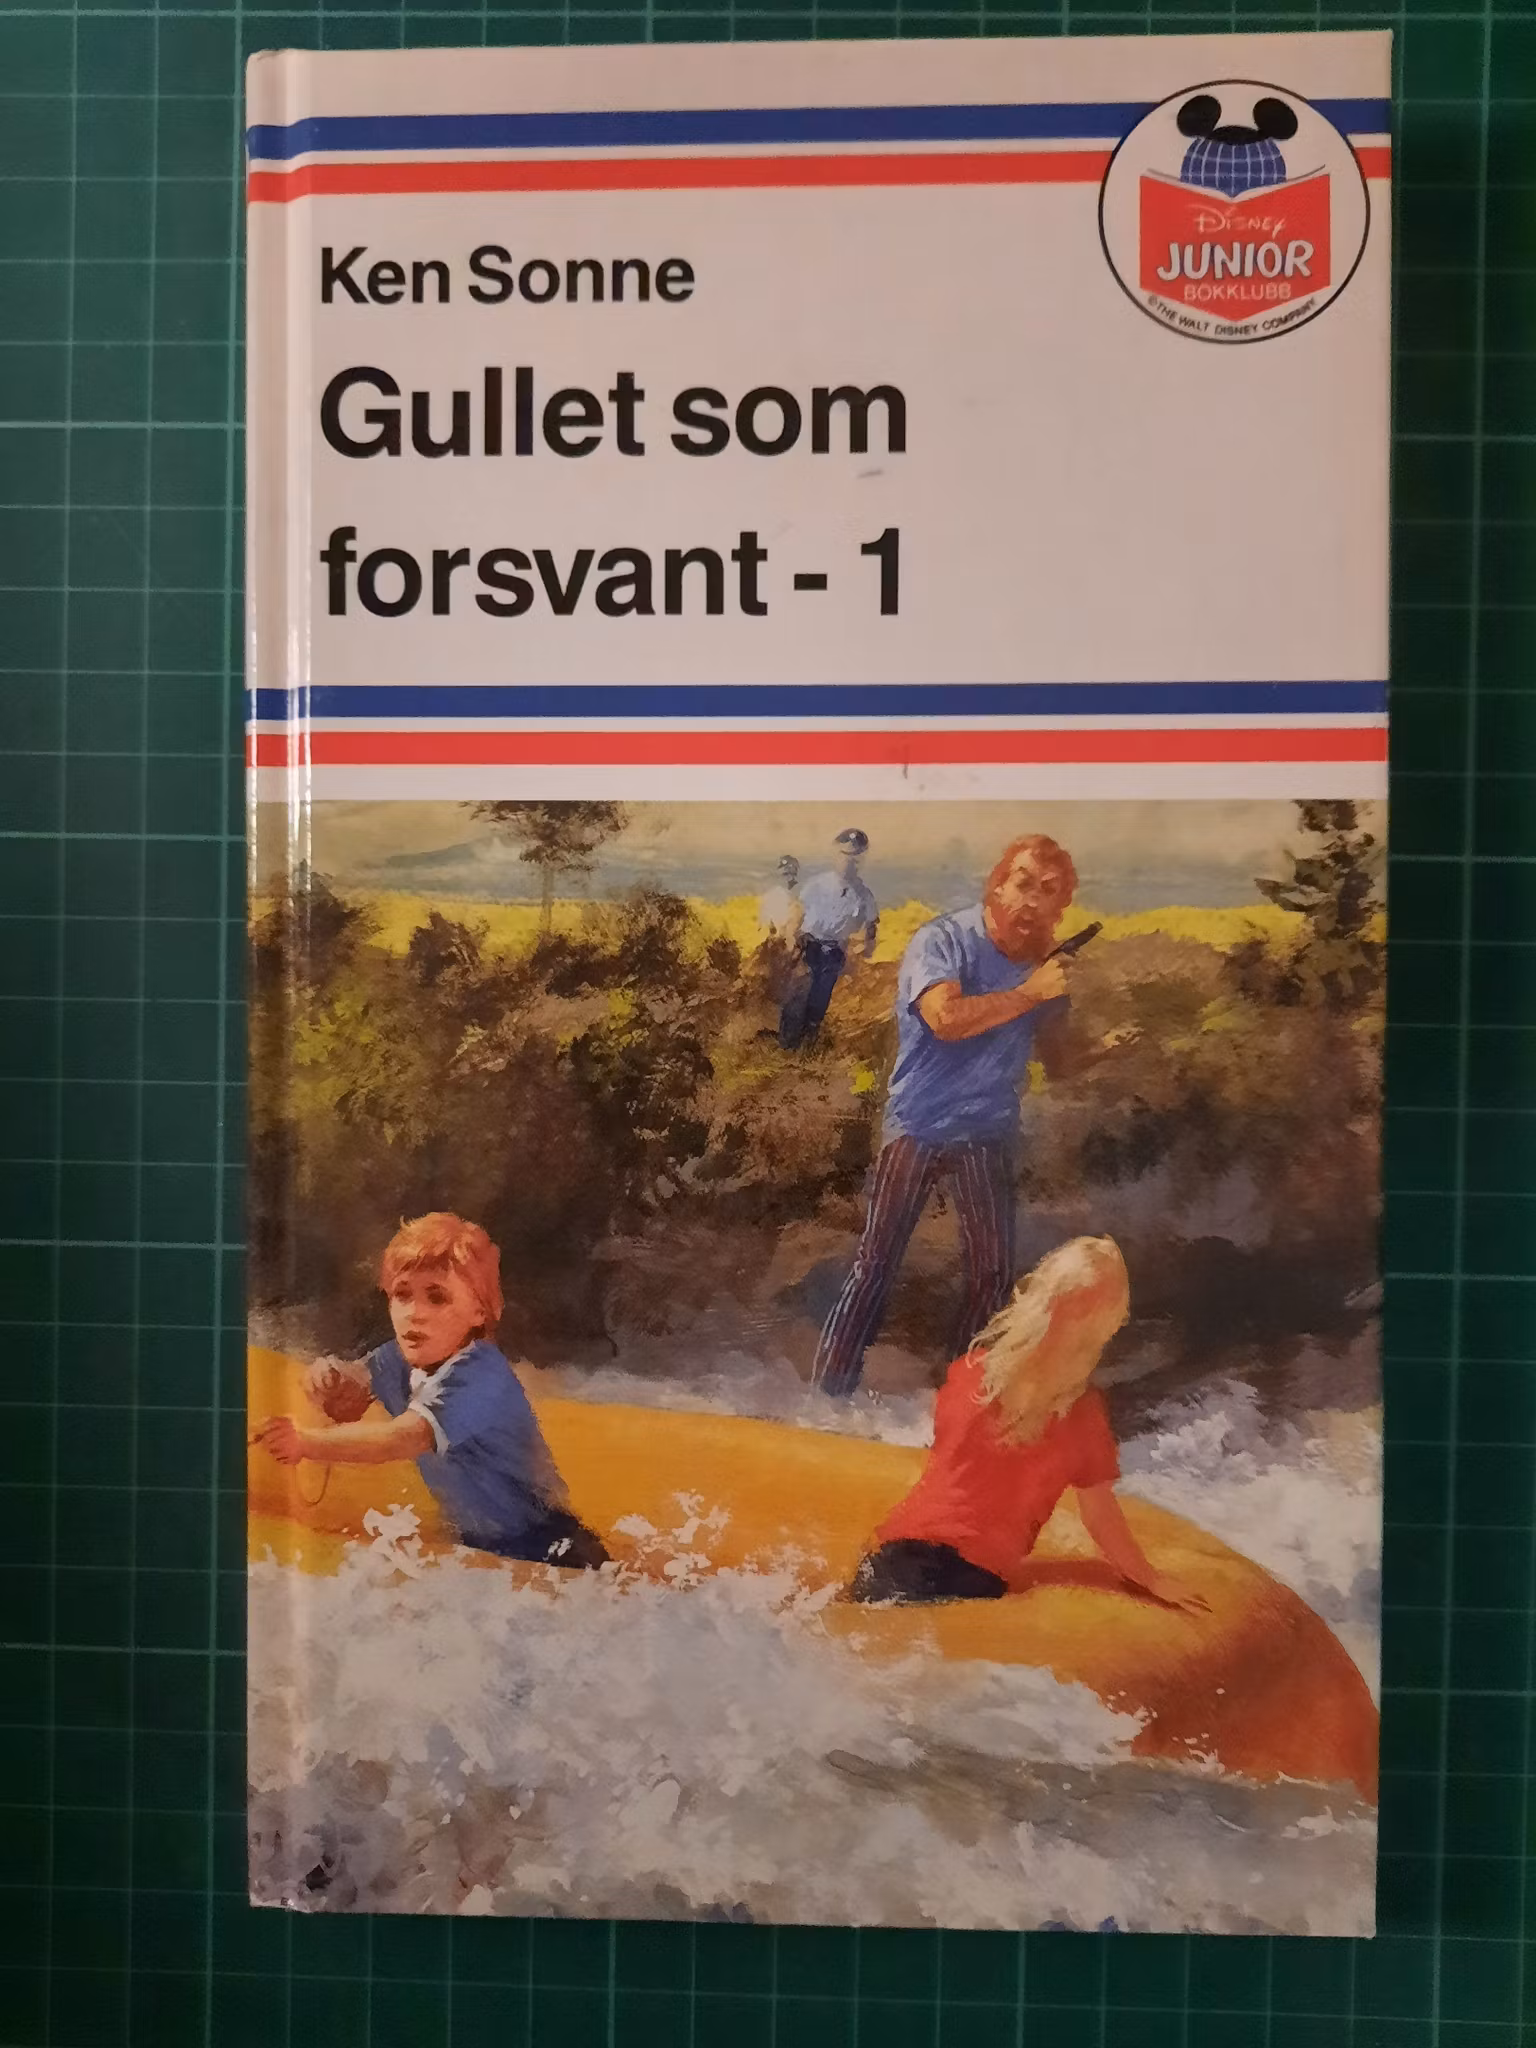 Ken Sonne
Gullet som
forsvant - 1
Disney
JUNIOR
BOKKLUBB
©THE WALT DISNEY COMPANY